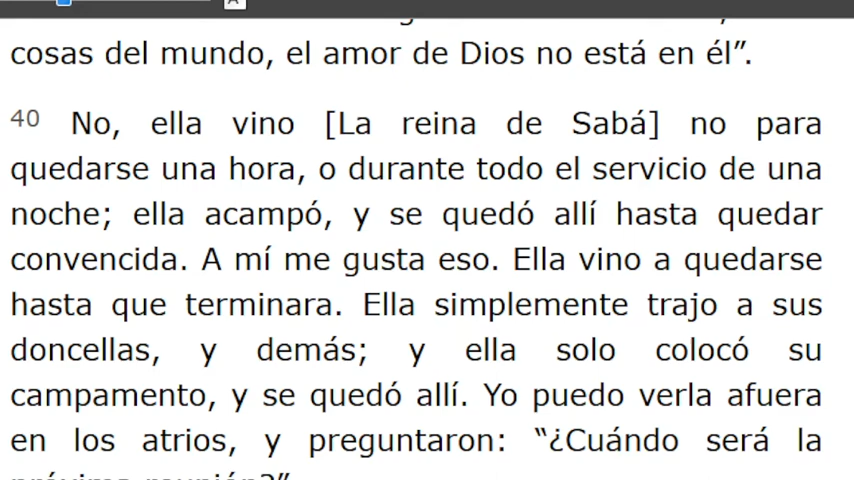 cosas del mundo, el amor de Dios no está en él”.
40 No, ella vino [La reina de Sabá] no para
quedarse una hora, o durante todo el servicio de una
noche; ella acampó, y se quedó allí hasta quedar
convencida. A mí me gusta eso. Ella vino a quedarse
hasta que terminara. Ella simplemente trajo a sus
doncellas, y demás; y ella solo colocó su
campamento, y se quedó allí. Yo puedo verla afuera
en los atrios, y preguntaron: “¿Cuándo será la
próxima reunión?”